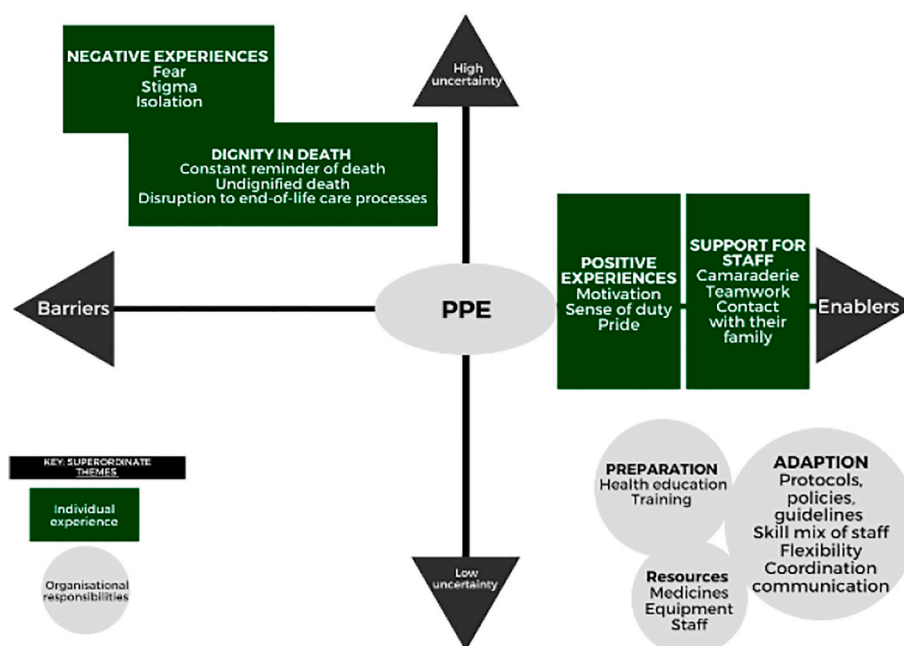 NEGATIVE EXPERIENCES
Fear
Stigma
Isolation
DIGNITY IN DEATH
Constant reminder of death
Undignified death
Disruption to end-of-life care processes
High
uncertainty
Barriers
PPE
POSITIVE
EXPERIENCES
Motivation
Sense of duty
Pride
SUPPORT FOR
STAFF
Camaraderie
Teamwork
Contact
with their
family
Enablers
KEY: SUPERORDINATE
THEMES
Individual
experience
Organisational
responsibilities
Low
uncertainty
PREPARATION
Health education
Training
ADAPTION
Protocols,
policies,
guidelines
Skill mix of staff
Flexibility
Coordination
communication
Resources
Medicines
Equipment
Staff